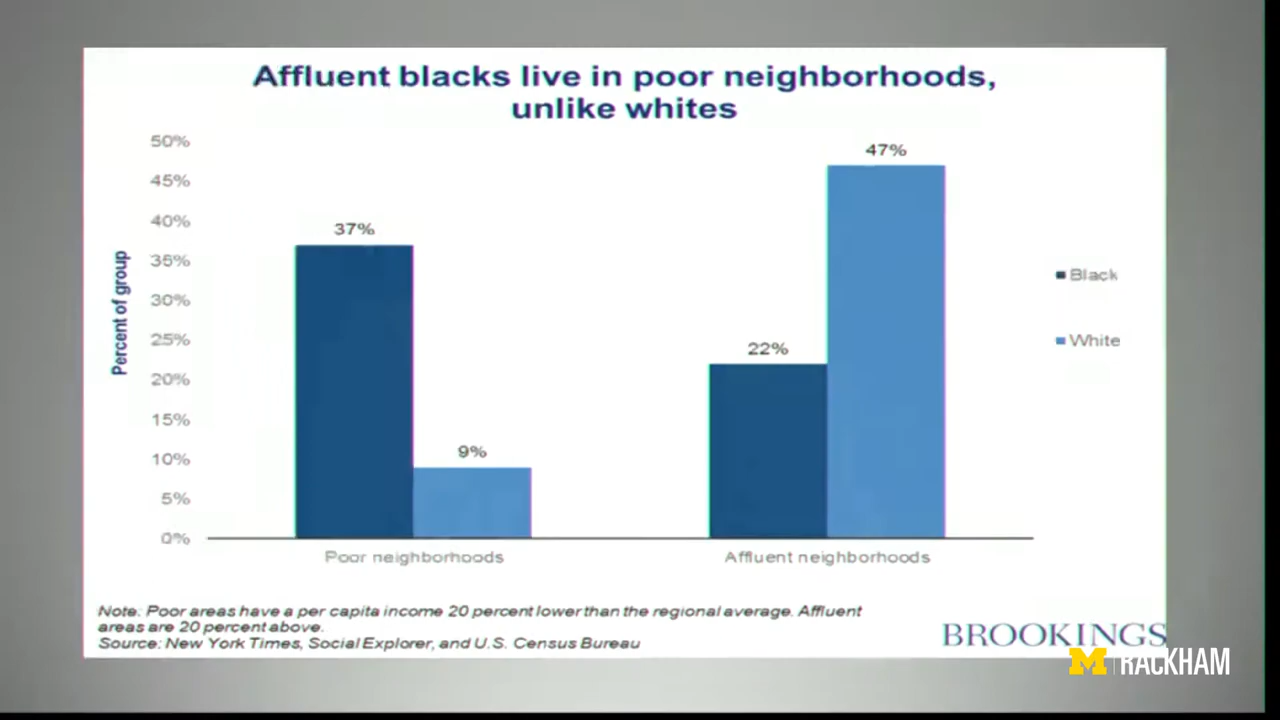 Affluent blacks live in poor neighborhoods,
unlike whites
50%
45%
40%
35%
30%
25%
20%
15%
10%
5%
0%
Percent of group
37%
9%
22%
47%
Poor neighborhoods
Affluent neighborhoods
Black
White
Note: Poor areas have a per capita income 20 percent lower than the regional average. Affluent
areas are 20 percent above.
Source: New York Times, Social Explorer, and U.S. Census Bureau
BROOKINGS
M RACKHAM